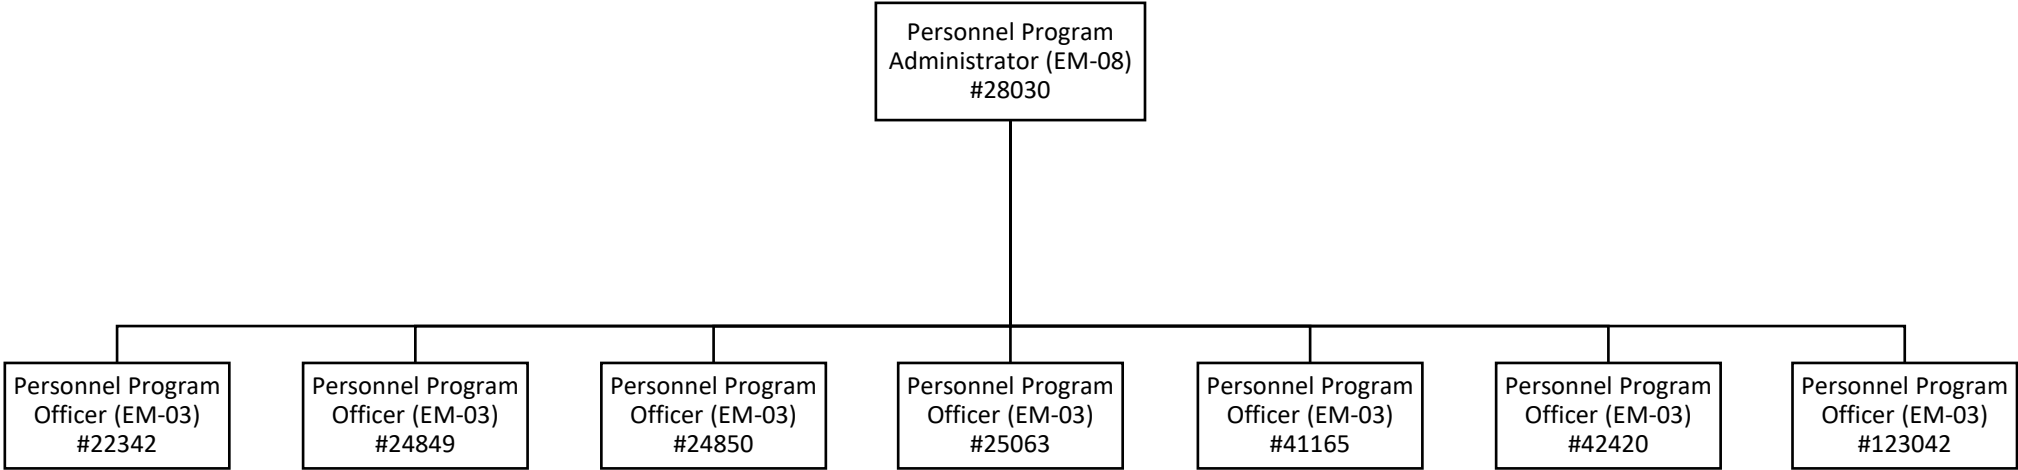 Personnel Program
Administrator (EM-08)
#28030
Personnel Program
Officer (EM-03)
#22342
Personnel Program
Officer (EM-03)
#24849
Personnel Program
Officer (EM-03)
#24850
Personnel Program
Officer (EM-03)
#25063
Personnel Program
Officer (EM-03)
#41165
Personnel Program
Officer (EM-03)
#42420
Personnel Program
Officer (EM-03)
#123042